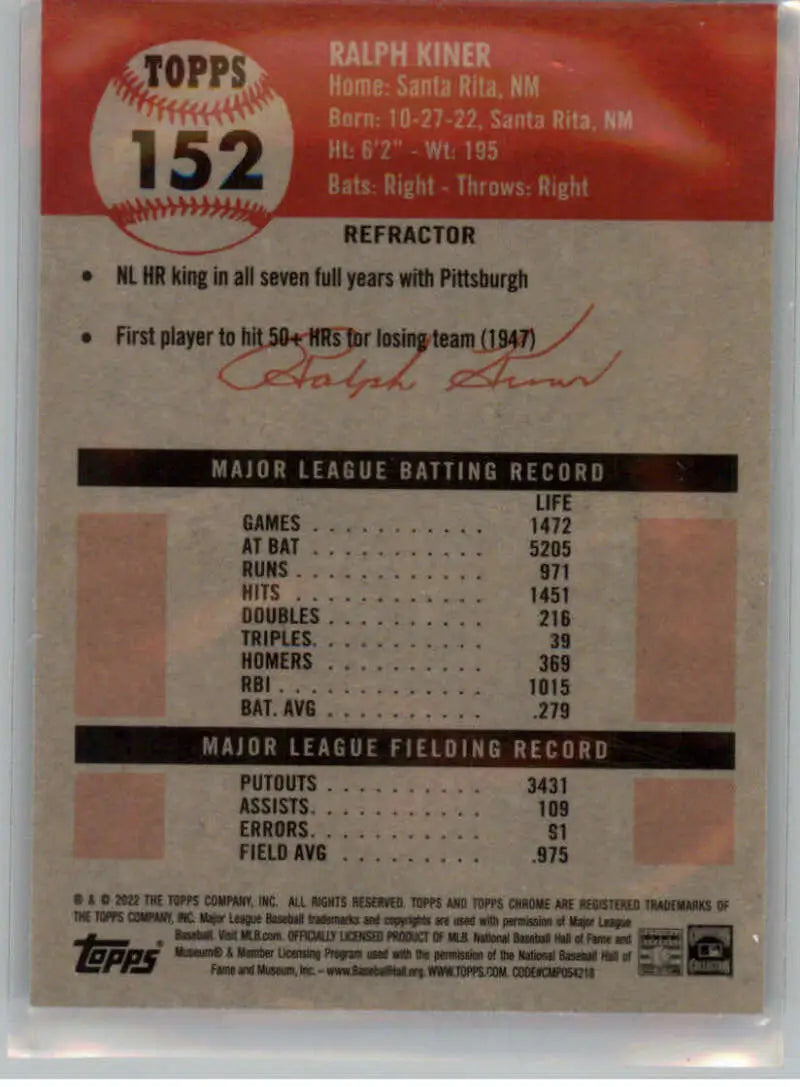 TOPPS
152
RALPH KINER
Home: Santa Rita, NM
Born: 10-27-22, Santa Rita, NM
Ht: 6'2" - Wt: 195
Bats: Right - Throws: Right
REFRACTOR
• NL HR king in all seven full years with Pittsburgh
• First player to hit 50+ HRs for losing team (1947)
Ralph Kiner
MAJOR LEAGUE BATTING RECORD
LIFE
GAMES . . . . . . . . . . . 1472
AT BAT . . . . . . . . . . . 5205
RUNS . . . . . . . . . . . . 971
HITS . . . . . . . . . . . . 1451
DOUBLES . . . . . . . . . . 216
TRIPLES. . . . . . . . . . . 39
HOMERS . . . . . . . . . . 369
RBI . . . . . . . . . . . . . 1015
BAT. AVG . . . . . . . . . . .279
MAJOR LEAGUE FIELDING RECORD
PUTOUTS . . . . . . . . . . 3431
ASSISTS. . . . . . . . . . . 109
ERRORS. . . . . . . . . . . 91
FIELD AVG . . . . . . . . . .975
® & © 2022 THE TOPPS COMPANY, INC. ALL RIGHTS RESERVED. TOPPS AND TOPPS CHROME ARE REGISTERED TRADEMARKS OF
THE TOPPS COMPANY, INC. Major League Baseball trademarks and copyrights are used with permission of Major League
Baseball. Visit MLB.com. OFFICIALLY LICENSED PRODUCT OF MLB. National Baseball Hall of Fame and
Museum® & Member Licensing Program used with the permission of the National Baseball Hall of
Fame and Museum, Inc. – www.BaseballHall.org. WWW.TOPPS.COM. CODE#CMP054218
Topps®